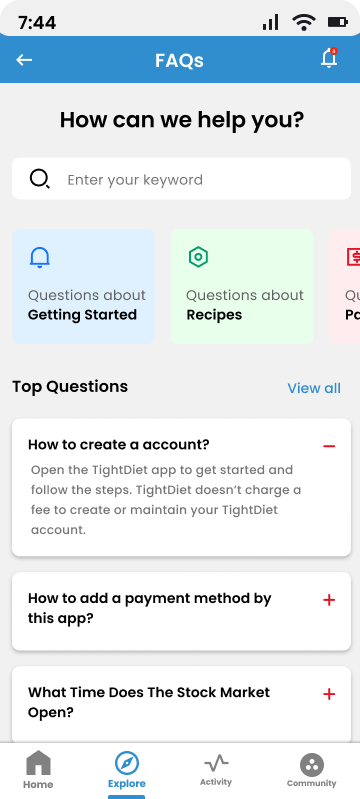 7:44
FAQs
How can we help you?
Enter your keyword
Questions about
Getting Started
Questions about
Recipes
Top Questions
View all
How to create a account?
Open the TightDiet app to get started and
follow the steps. TightDiet doesn’t charge a
fee to create or maintain your TightDiet
account.
How to add a payment method by
this app?
What Time Does The Stock Market
Open?
Home
Explore
Activity
Community